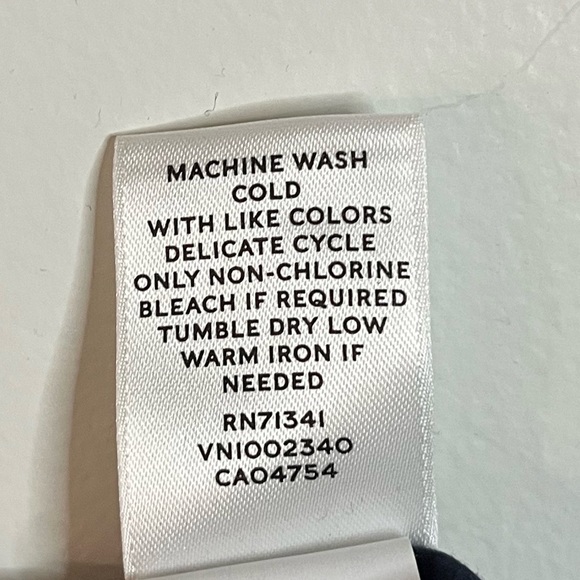 MACHINE WASH
COLD
WITH LIKE COLORS
DELICATE CYCLE
ONLY NON-CHLORINE
BLEACH IF REQUIRED
TUMBLE DRY LOW
WARM IRON IF
NEEDED
RN71341
VN1002340
CA04754